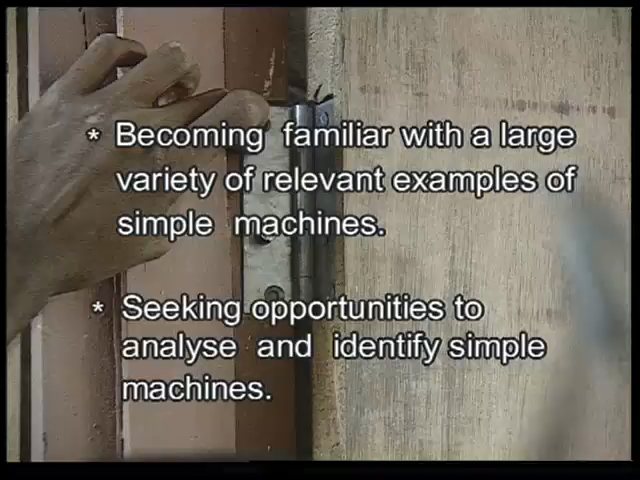 * Becoming familiar with a large
variety of relevant examples of
simple machines.
* Seeking opportunities to
analyse and identify simple
machines.